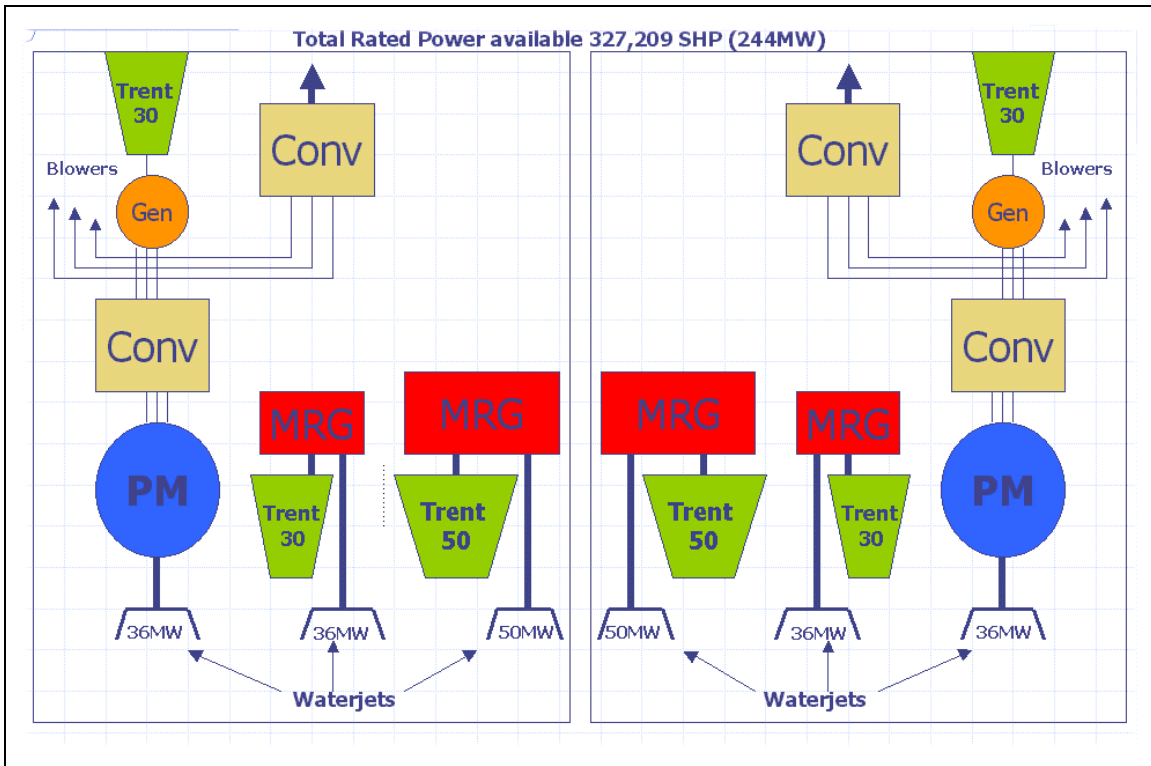 Total Rated Power available 327,209 SHP (244MW)
Trent
30
Conv
Blowers
Gen
Conv
MRG
MRG
PM
Trent
30
Trent
50
36MW
36MW
50MW
Waterjets
Conv
Trent
30
Blowers
Gen
Conv
MRG
MRG
PM
Trent
50
Trent
30
50MW
36MW
36MW
Waterjets